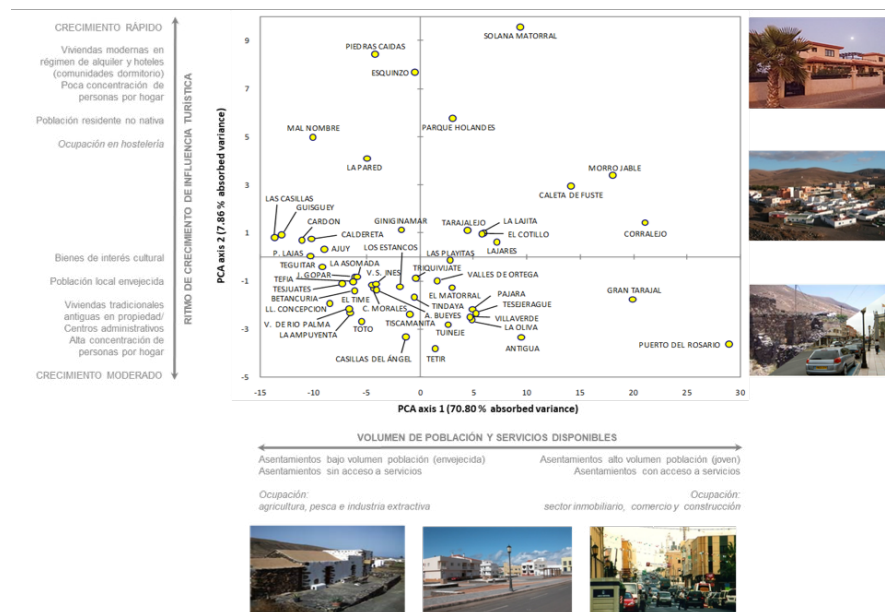 CRECIMIENTO RÁPIDO
Viviendas modernas en
régimen de alquiler y hoteles
(comunidades dormitorio)
Poca concentración de
personas por hogar
Población residente no nativa
Ocupación en hostelería
Bienes de interés cultural
Población local envejecida
Viviendas tradicionales
antiguas en propiedad/
Centros administrativos
Alta concentración de
personas por hogar
CRECIMIENTO MODERADO
RITMO DE CRECIMIENTO DE INFLUENCIA TURÍSTICA
PCA axis 2 (7.86 % absorbed variance)
9
7
5
3
1
-1
-3
-5
SOLANA MATORRAL
PIEDRAS CAIDAS
ESQUINZO
PARQUE HOLANDES
MAL NOMBRE
LA PARED
MORRO JABLE
CALETA DE FUSTE
LAS CASILLAS
GUISGUEY
CARDON
CALDERETA
GINIGINAMAR
TARAJALEJO
LA LAJITA
EL COTILLO
CORRALEJO
P. LAJAS
AJUY
LOS ESTANCOS
LAJARES
TEGUITAR
LA ASOMADA
LAS PLAYITAS
J. GOPAR
V. S. INES
TRIQUIVIJATE
TEFIA
VALLES DE ORTEGA
TESJUATES
BETANCURIA
EL TIME
EL MATORRAL
GRAN TARAJAL
LL. CONCEPCION
C. MORALES
TINDAYA
PAJARA
A. BUEYES
TESEJERAGUE
V. DE RIO PALMA
TISCAMANITA
VILLAVERDE
LA AMPUYENTA
TOTO
TUINEJE
LA OLIVA
CASILLAS DEL ÁNGEL
TETIR
ANTIGUA
PUERTO DEL ROSARIO
-15 -10 -5 0 5 10 15 20 25 30
PCA axis 1 (70.80 % absorbed variance)
VOLUMEN DE POBLACIÓN Y SERVICIOS DISPONIBLES
Asentamientos bajo volumen población (envejecida)
Asentamientos sin acceso a servicios
Asentamientos alto volumen población (joven)
Asentamientos con acceso a servicios
Ocupación:
agricultura, pesca e industria extractiva
Ocupación:
sector inmobiliario, comercio y construcción